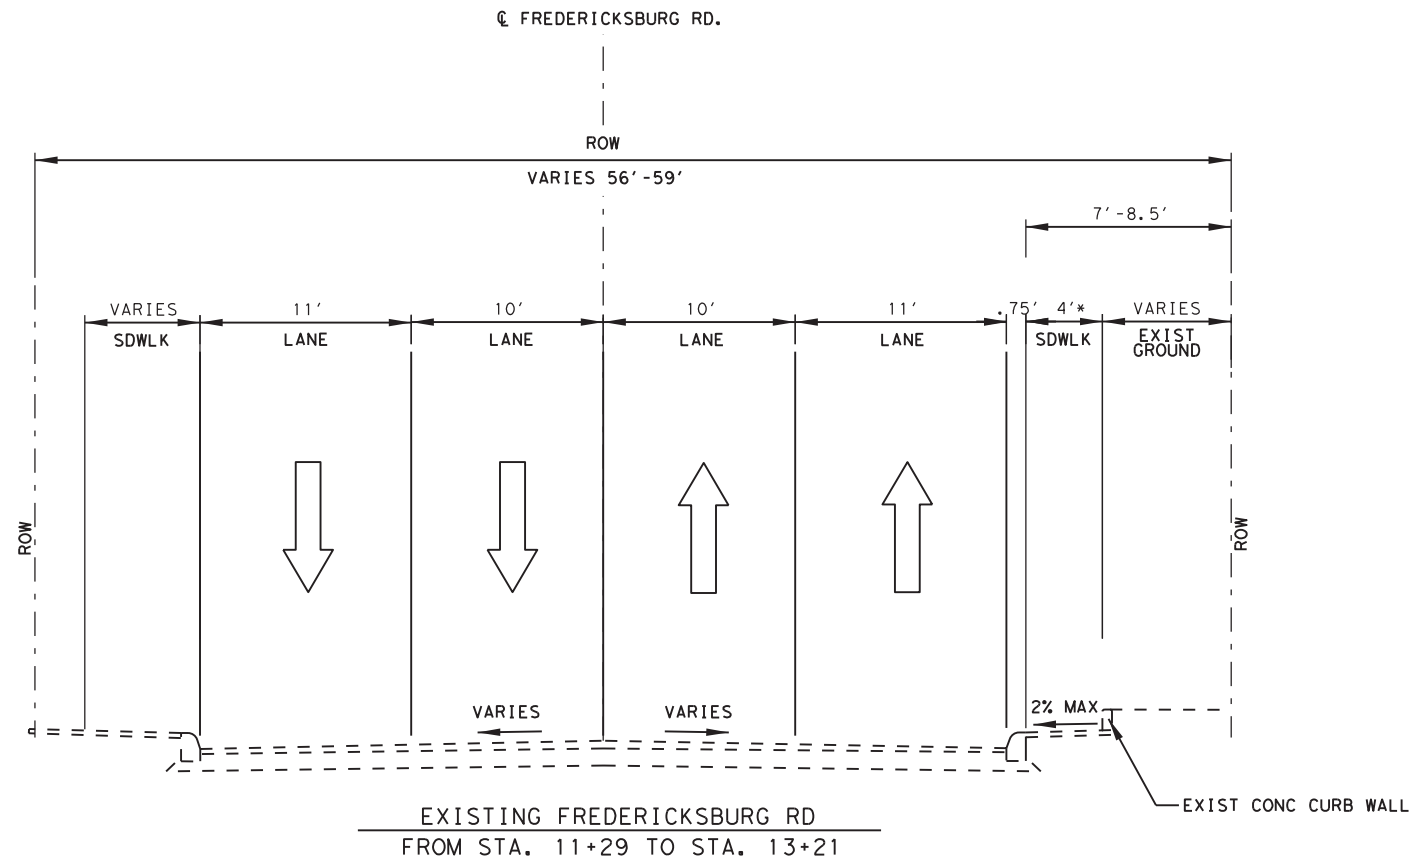 ℄ FREDERICKSBURG RD.
ROW
VARIES 56'-59'
7'-8.5'
VARIES 11' 10' 10' 11' .75' 4'* VARIES
SDWLK LANE LANE LANE LANE SDWLK EXIST
GROUND
ROW
ROW
VARIES VARIES 2% MAX
EXIST CONC CURB WALL
EXISTING FREDERICKSBURG RD
FROM STA. 11+29 TO STA. 13+21